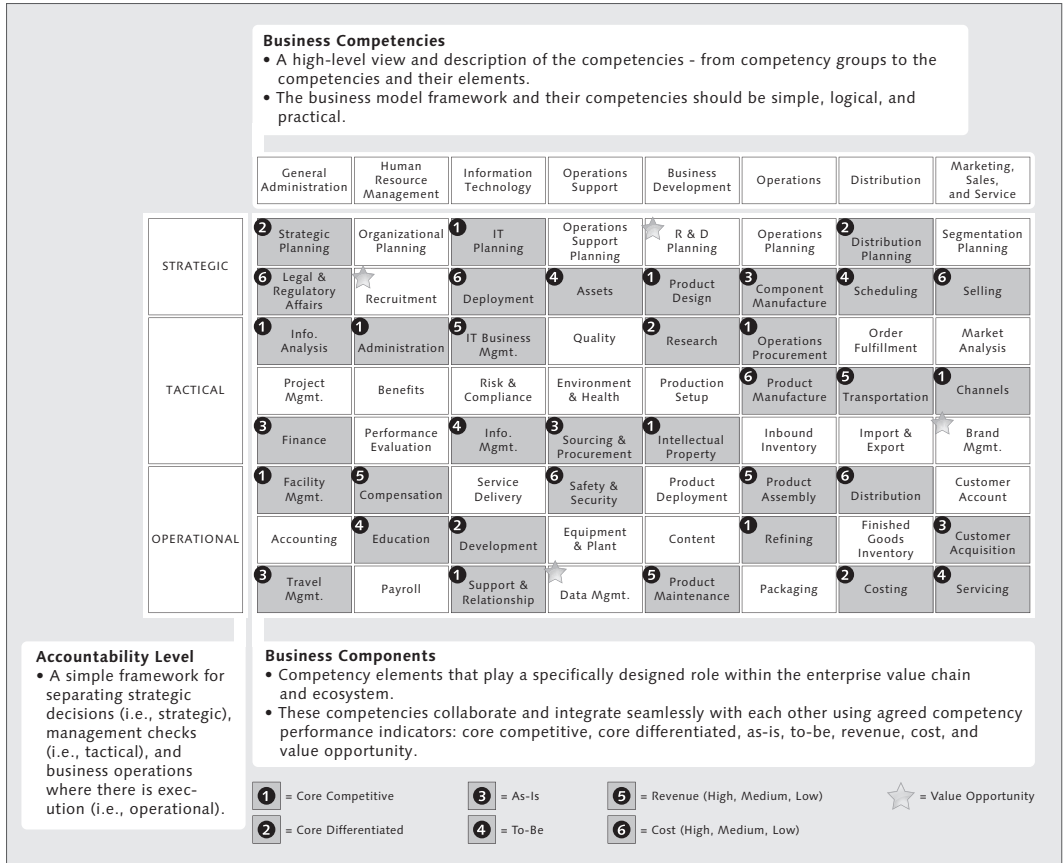 Business Competencies
• A high-level view and description of the competencies - from competency groups to the
competencies and their elements.
• The business model framework and their competencies should be simple, logical, and
practical.
General
Administration
Human
Resource
Management
Information
Technology
Operations
Support
Business
Development
Operations
Distribution
Marketing,
Sales,
and Service
STRATEGIC
2 Strategic
Planning
Organizational
Planning
1 IT
Planning
Operations
Support
Planning
R & D
Planning
Operations
Planning
2 Distribution
Planning
Segmentation
Planning
6 Legal &
Regulatory
Affairs
Recruitment
6 Deployment
4 Assets
1 Product
Design
3 Component
Manufacture
4 Scheduling
6 Selling
TACTICAL
1 Info.
Analysis
1 Administration
5 IT Business
Mgmt.
Quality
2 Research
1 Operations
Procurement
Order
Fulfillment
Market
Analysis
Project
Mgmt.
Benefits
Risk &
Compliance
Environment
& Health
Production
Setup
6 Product
Manufacture
5 Transportation
1 Channels
3 Finance
Performance
Evaluation
4 Info.
Mgmt.
3 Sourcing &
Procurement
1 Intellectual
Property
Inbound
Inventory
Import &
Export
Brand
Mgmt.
OPERATIONAL
1 Facility
Mgmt.
5 Compensation
Service
Delivery
6 Safety &
Security
Product
Deployment
5 Product
Assembly
6 Distribution
Customer
Account
Accounting
4 Education
2 Development
Equipment
& Plant
Content
1 Refining
Finished
Goods
Inventory
3 Customer
Acquisition
3 Travel
Mgmt.
Payroll
1 Support &
Relationship
Data Mgmt.
5 Product
Maintenance
Packaging
2 Costing
4 Servicing
Accountability Level
• A simple framework for
separating strategic
decisions (i.e., strategic),
management checks
(i.e., tactical), and
business operations
where there is exec-
ution (i.e., operational).
Business Components
• Competency elements that play a specifically designed role within the enterprise value chain
and ecosystem.
• These competencies collaborate and integrate seamlessly with each other using agreed competency
performance indicators: core competitive, core differentiated, as-is, to-be, revenue, cost, and
value opportunity.
1 = Core Competitive
3 = As-Is
5 = Revenue (High, Medium, Low)
= Value Opportunity
2 = Core Differentiated
4 = To-Be
6 = Cost (High, Medium, Low)